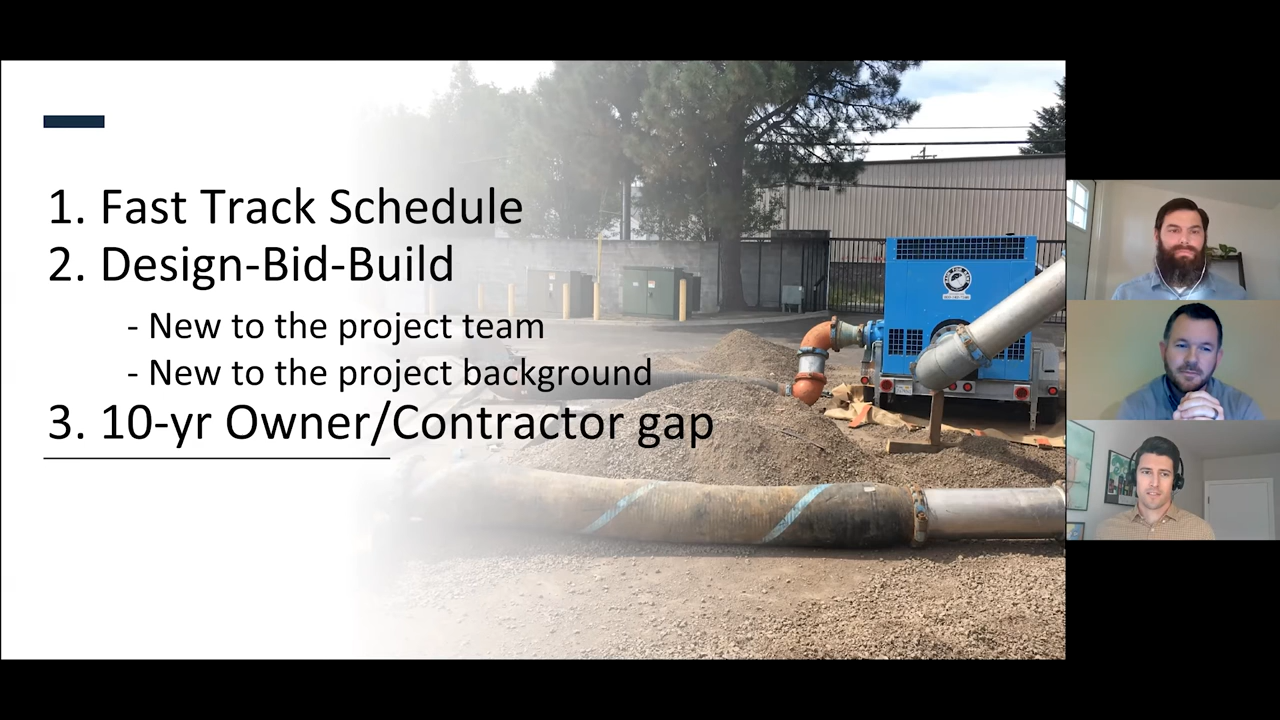 1. Fast Track Schedule
2. Design-Bid-Build
- New to the project team
- New to the project background
3. 10-yr Owner/Contractor gap